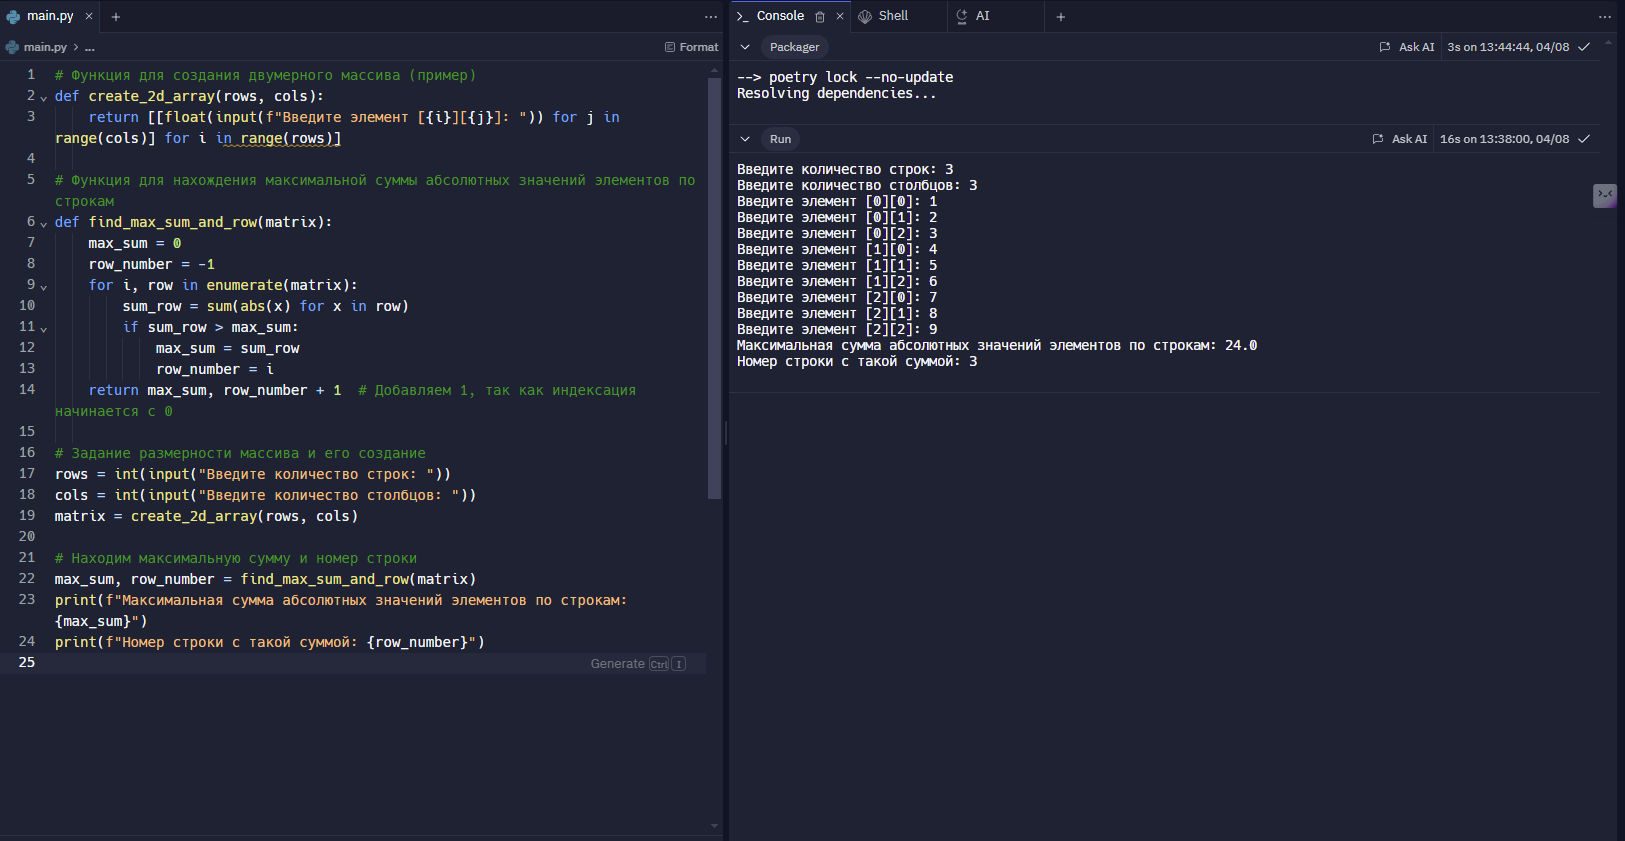 main.py × +
main.py > ...
Format
1 # Функция для создания двумерного массива (пример)
2 def create_2d_array(rows, cols):
3     return [[float(input(f"Введите элемент [{i}][{j}]: ")) for j in
range(cols)] for i in range(rows)]
4
5 # Функция для нахождения максимальной суммы абсолютных значений элементов по
строкам
6 def find_max_sum_and_row(matrix):
7     max_sum = 0
8     row_number = -1
9     for i, row in enumerate(matrix):
10         sum_row = sum(abs(x) for x in row)
11         if sum_row > max_sum:
12             max_sum = sum_row
13             row_number = i
14     return max_sum, row_number + 1  # Добавляем 1, так как индексация
начинается с 0
15
16 # Задание размерности массива и его создание
17 rows = int(input("Введите количество строк: "))
18 cols = int(input("Введите количество столбцов: "))
19 matrix = create_2d_array(rows, cols)
20
21 # Находим максимальную сумму и номер строки
22 max_sum, row_number = find_max_sum_and_row(matrix)
23 print(f"Максимальная сумма абсолютных значений элементов по строкам:
{max_sum}")
24 print(f"Номер строки с такой суммой: {row_number}")
25
Generate Ctrl I
Console × Shell AI +
Packager Ask AI 3s on 13:44:44, 04/08
--> poetry lock --no-update
Resolving dependencies...
Run Ask AI 16s on 13:38:00, 04/08
Введите количество строк: 3
Введите количество столбцов: 3
Введите элемент [0][0]: 1
Введите элемент [0][1]: 2
Введите элемент [0][2]: 3
Введите элемент [1][0]: 4
Введите элемент [1][1]: 5
Введите элемент [1][2]: 6
Введите элемент [2][0]: 7
Введите элемент [2][1]: 8
Введите элемент [2][2]: 9
Максимальная сумма абсолютных значений элементов по строкам: 24.0
Номер строки с такой суммой: 3